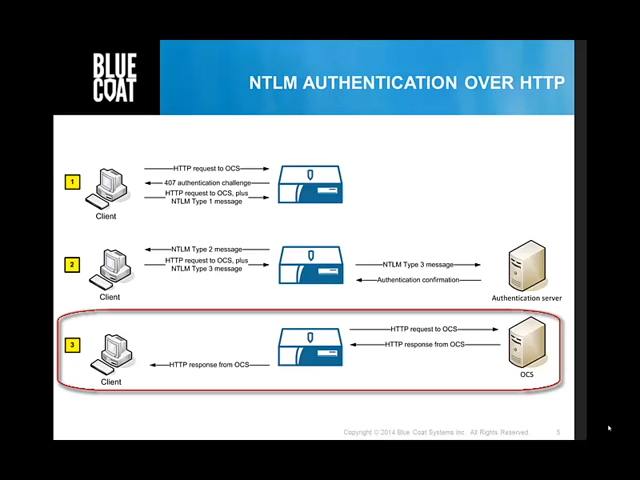 BLUE
COAT
NTLM AUTHENTICATION OVER HTTP
1
HTTP request to OCS
407 authentication challenge
HTTP request to OCS, plus
NTLM Type 1 message
Client
2
NTLM Type 2 message
HTTP request to OCS, plus
NTLM Type 3 message
NTLM Type 3 message
Authentication confirmation
Client
Authentication server
3
HTTP request to OCS
HTTP response from OCS
HTTP response from OCS
Client
OCS
Copyright © 2014 Blue Coat Systems Inc. All Rights Reserved. 5